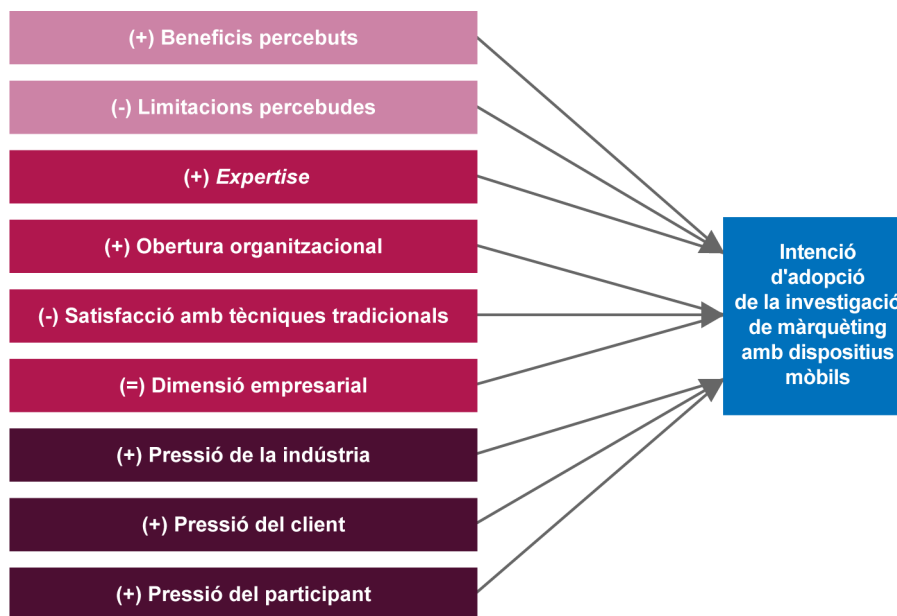 (+) Beneficis percebuts
(-) Limitacions percebudes
(+) Expertise
(+) Obertura organitzacional
(-) Satisfacció amb tècniques tradicionals
(=) Dimensió empresarial
(+) Pressió de la indústria
(+) Pressió del client
(+) Pressió del participant
Intenció
d'adopció
de la investigació
de màrquèting
amb dispositius
mòbils